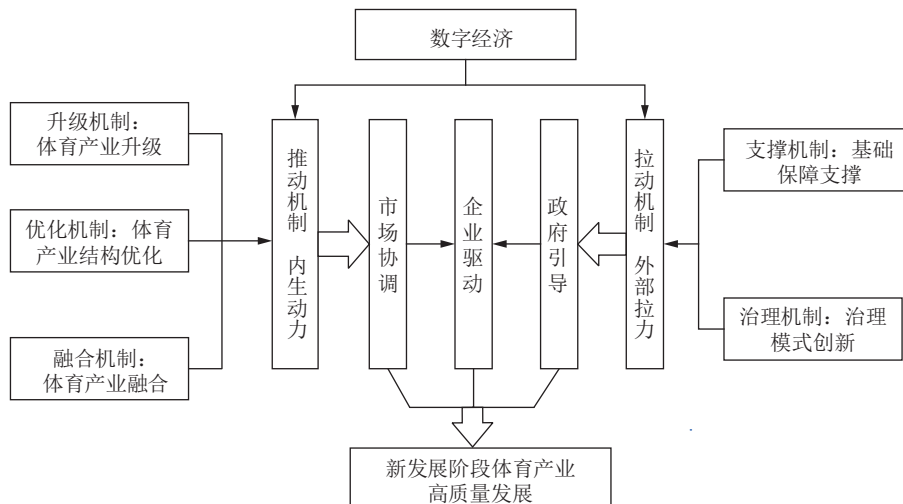 数字经济
升级机制：
体育产业升级
优化机制：体育
产业结构优化
融合机制：
体育产业融合
推动机制 内生动力
市场协调
企业驱动
政府引导
拉动机制 外部拉力
支撑机制：基础
保障支撑
治理机制：治理
模式创新
新发展阶段体育产业
高质量发展